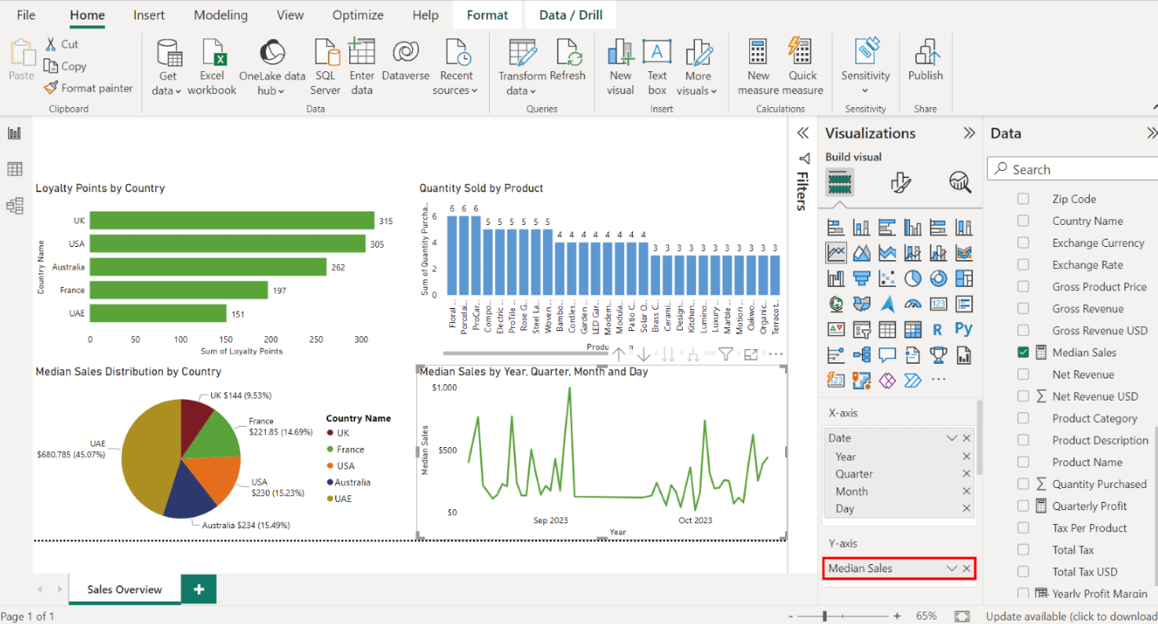 File Home Insert Modeling View Optimize Help Format Data / Drill
Paste
Cut
Copy
Format painter
Clipboard
Get data
Excel workbook
OneLake data hub
SQL Server
Enter data
Dataverse
Recent sources
Data
Transform data
Refresh
Queries
New visual
Text box
More visuals
Insert
New measure
Quick measure
Calculations
Sensitivity
Sensitivity
Publish
Share
Loyalty Points by Country
Country Name
UK 315
USA 305
Australia 262
France 197
UAE 151
0 50 100 150 200 250 300
Sum of Loyalty Points
Quantity Sold by Product
Sum of Quantity Purcha...
6
4
2
0
6 6 6 5 5 5 5 5 5 4 4 4 4 4 4 4 4 3 3 3 3 3 3 3 3 3 3 3
Floral ...
Porcelai...
ProCar...
Compo...
Electric ...
ProTile ...
Rose G...
Steel La...
Woven ...
Bambo...
Cordles...
Garden ...
LED Gar...
Modern...
Modula...
Patio C...
Solar O...
Brass C...
Cerami...
Design...
Kitchen...
Lumino...
Luxury ...
Marble ...
Motion ...
Oakwo...
Organic...
Terracot...
Median Sales Distribution by Country
UK $144 (9.53%)
France
$221.85 (14.69%)
USA
$230 (15.23%)
Australia $234 (15.49%)
UAE
$680.785 (45.07%)
Country Name
UK
France
USA
Australia
UAE
Median Sales by Year, Quarter, Month and Day
Median Sales
$1,000
$500
$0
Sep 2023 Oct 2023
Year
Filters
Visualizations
Build visual
R Py
123
X-axis
Date
Year
Quarter
Month
Day
Y-axis
Median Sales
Data
Search
Zip Code
Country Name
Exchange Currency
Exchange Rate
Gross Product Price
Gross Revenue
Gross Revenue USD
Median Sales
Net Revenue
Net Revenue USD
Product Category
Product Description
Product Name
Quantity Purchased
Quarterly Profit
Tax Per Product
Total Tax
Total Tax USD
Yearly Profit Margin
Sales Overview
Page 1 of 1
65%
Update available (click to download